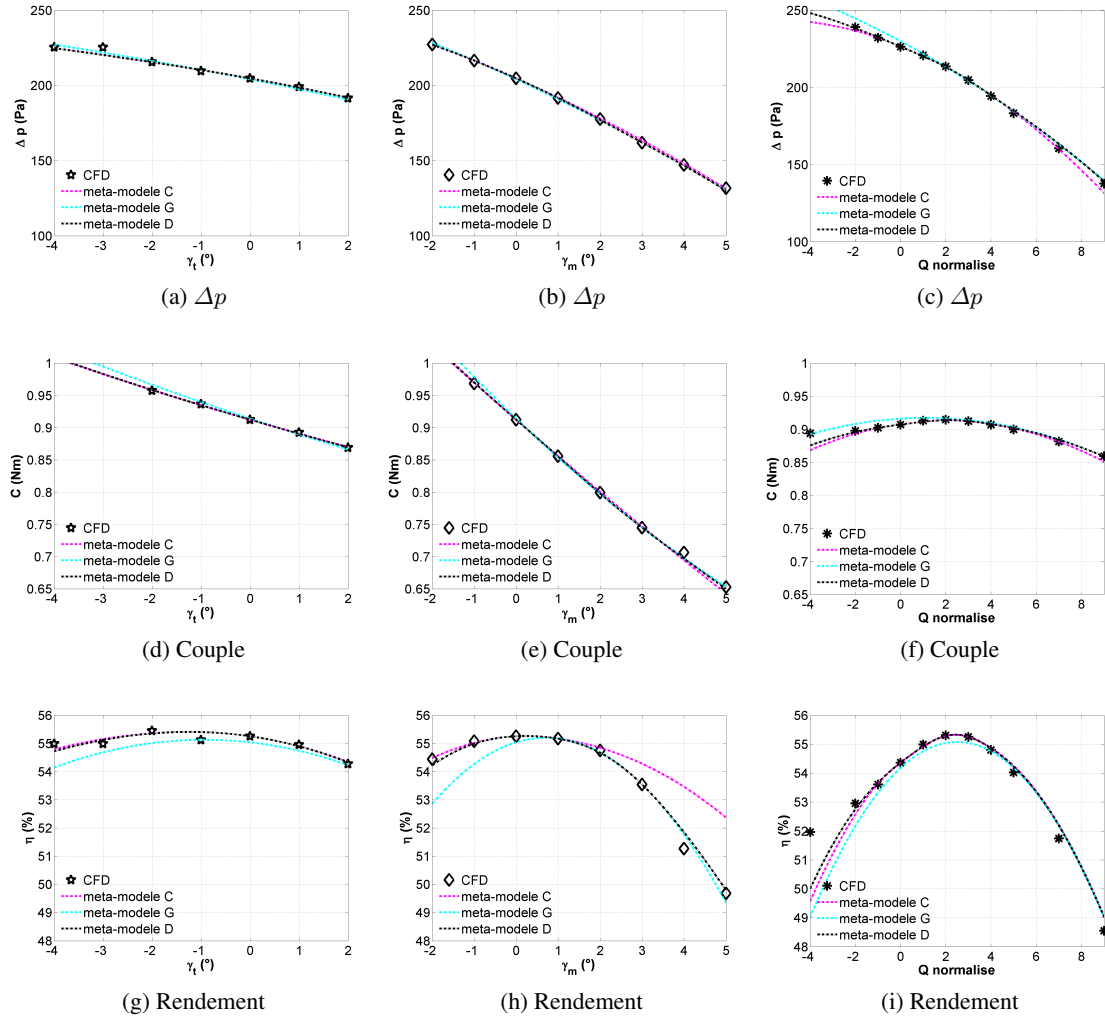 250
200
150
100
Δ p (Pa)
CFD
meta-modele C
meta-modele G
meta-modele D
-4 -3 -2 -1 0 1 2
γt (°)
(a) Δp
250
200
150
100
Δ p (Pa)
CFD
meta-modele C
meta-modele G
meta-modele D
-2 -1 0 1 2 3 4 5
γm (°)
(b) Δp
250
200
150
100
Δ p (Pa)
CFD
meta-modele C
meta-modele G
meta-modele D
-4 -2 0 2 4 6 8
Q normalise
(c) Δp
1
0.95
0.9
0.85
0.8
0.75
0.7
0.65
C (Nm)
CFD
meta-modele C
meta-modele G
meta-modele D
-4 -3 -2 -1 0 1 2
γt (°)
(d) Couple
1
0.95
0.9
0.85
0.8
0.75
0.7
0.65
C (Nm)
CFD
meta-modele C
meta-modele G
meta-modele D
-2 -1 0 1 2 3 4 5
γm (°)
(e) Couple
1
0.95
0.9
0.85
0.8
0.75
0.7
0.65
C (Nm)
CFD
meta-modele C
meta-modele G
meta-modele D
-4 -2 0 2 4 6 8
Q normalise
(f) Couple
56
55
54
53
52
51
50
49
48
η (%)
CFD
meta-modele C
meta-modele G
meta-modele D
-4 -3 -2 -1 0 1 2
γt (°)
(g) Rendement
56
55
54
53
52
51
50
49
48
η (%)
CFD
meta-modele C
meta-modele G
meta-modele D
-2 -1 0 1 2 3 4 5
γm (°)
(h) Rendement
56
55
54
53
52
51
50
49
48
η (%)
CFD
meta-modele C
meta-modele G
meta-modele D
-4 -2 0 2 4 6 8
Q normalise
(i) Rendement